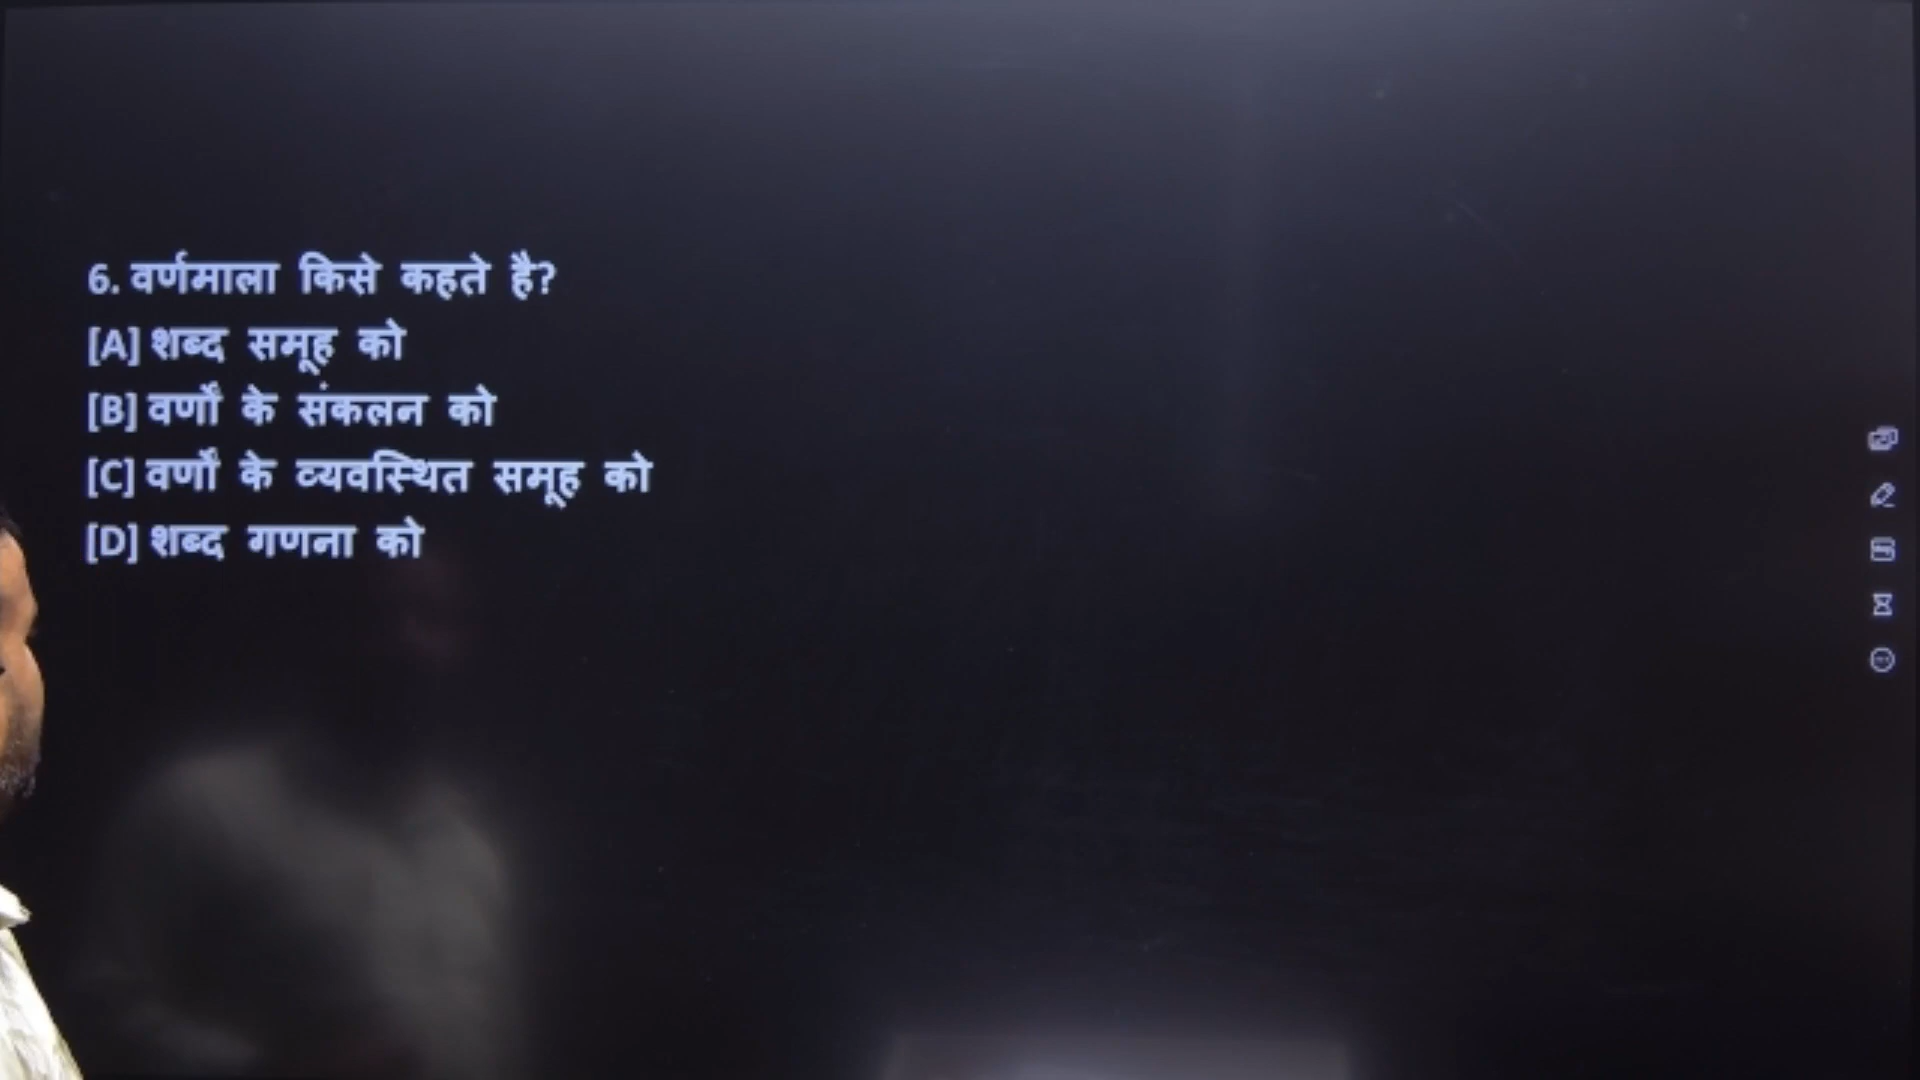 6. वर्णमाला किसे कहते है?
[A] शब्द समूह को
[B] वर्णों के संकलन को
[C] वर्णों के व्यवस्थित समूह को
[D] शब्द गणना को